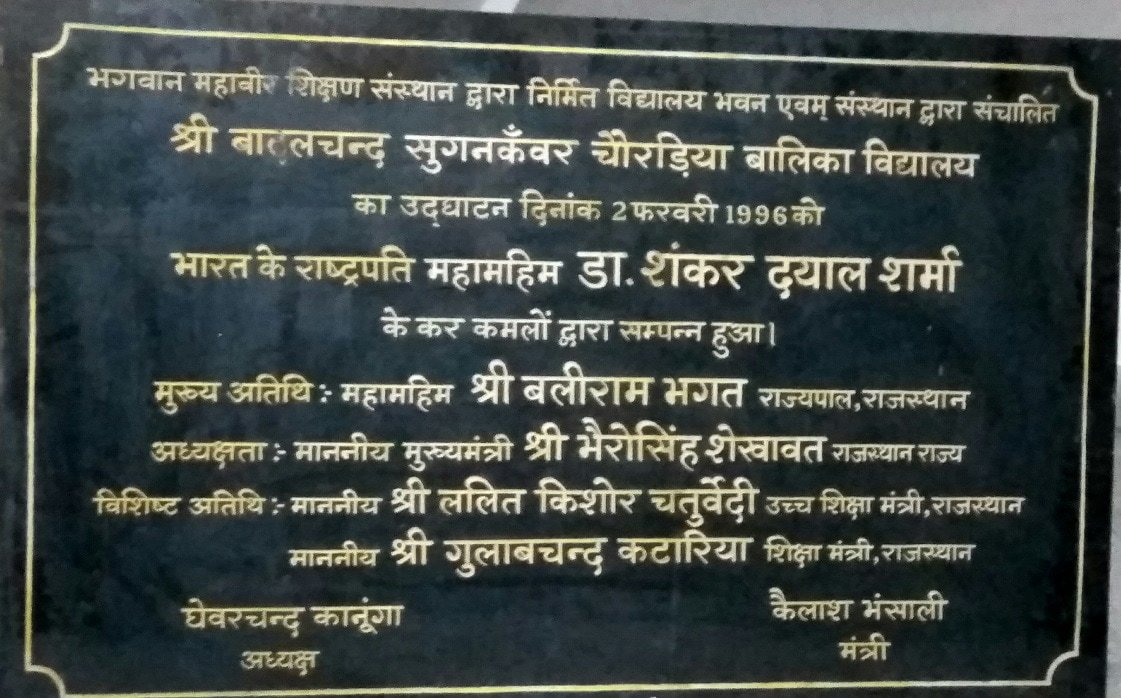 भगवान महावीर शिक्षण संस्थान द्वारा निर्मित विद्यालय भवन एवम् संस्थान द्वारा संचालित
श्री बादलचन्द सुगनकँवर चौरड़िया बालिका विद्यालय
का उद्‌घाटन दिनांक 2 फरवरी 1996 को
भारत के राष्ट्रपति महामहिम डा. शंकर दयाल शर्मा
के कर कमलों द्वारा सम्पन्न हुआ।
मुख्य अतिथि :- महामहिम श्री बलीराम भगत राज्यपाल, राजस्थान
अध्यक्षता :- माननीय मुख्यमंत्री श्री भैरोसिंह शेखावत राजस्थान राज्य
विशिष्ट अतिथि :- माननीय श्री ललित किशोर चतुर्वेदी उच्च शिक्षा मंत्री, राजस्थान
माननीय श्री गुलाबचन्द कटारिया शिक्षा मंत्री, राजस्थान
घेवरचन्द कानूंगा
अध्यक्ष
कैलाश भंसाली
मंत्री